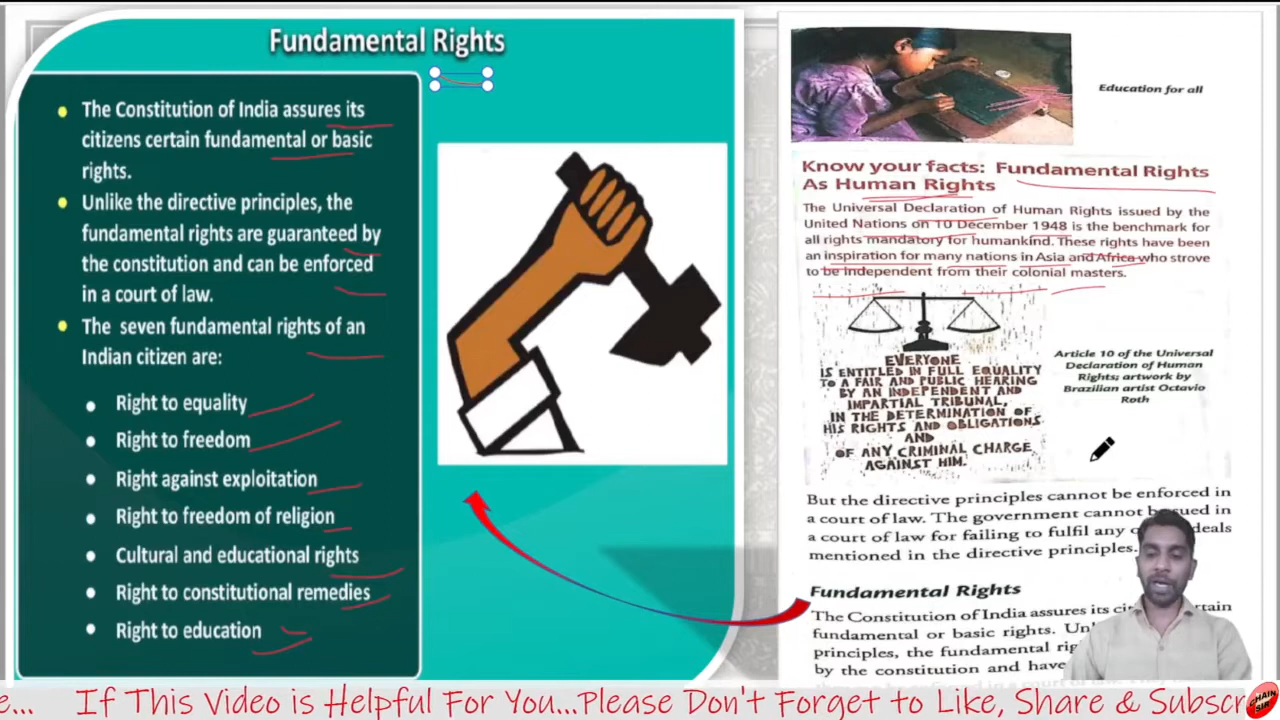 Fundamental Rights
The Constitution of India assures its
citizens certain fundamental or basic
rights.
Unlike the directive principles, the
fundamental rights are guaranteed by
the constitution and can be enforced
in a court of law.
The seven fundamental rights of an
Indian citizen are:
Right to equality
Right to freedom
Right against exploitation
Right to freedom of religion
Cultural and educational rights
Right to constitutional remedies
Right to education
Education for all
Know your facts: Fundamental Rights
As Human Rights
The Universal Declaration of Human Rights issued by the
United Nations on 10 December 1948 is the benchmark for
all rights mandatory for humankind. These rights have been
an inspiration for many nations in Asia and Africa who strove
to be independent from their colonial masters.
EVERYONE
IS ENTITLED IN FULL EQUALITY
TO A FAIR AND PUBLIC HEARING
BY AN INDEPENDENT AND
IMPARTIAL TRIBUNAL,
IN THE DETERMINATION OF
HIS RIGHTS AND OBLIGATIONS
AND
OF ANY CRIMINAL CHARGE
AGAINST HIM.
Article 10 of the Universal
Declaration of Human
Rights; artwork by
Brazilian artist Octavio
Roth
But the directive principles cannot be enforced in
a court of law. The government cannot be sued in
a court of law for failing to fulfil any deals
mentioned in the directive principles.
Fundamental Rights
The Constitution of India assures its
fundamental or basic rights.
principles, the fundamental
by the constitution and have
If This Video is Helpful For You...Please Don't Forget to Like, Share & Subscr
CHAIN
SIR